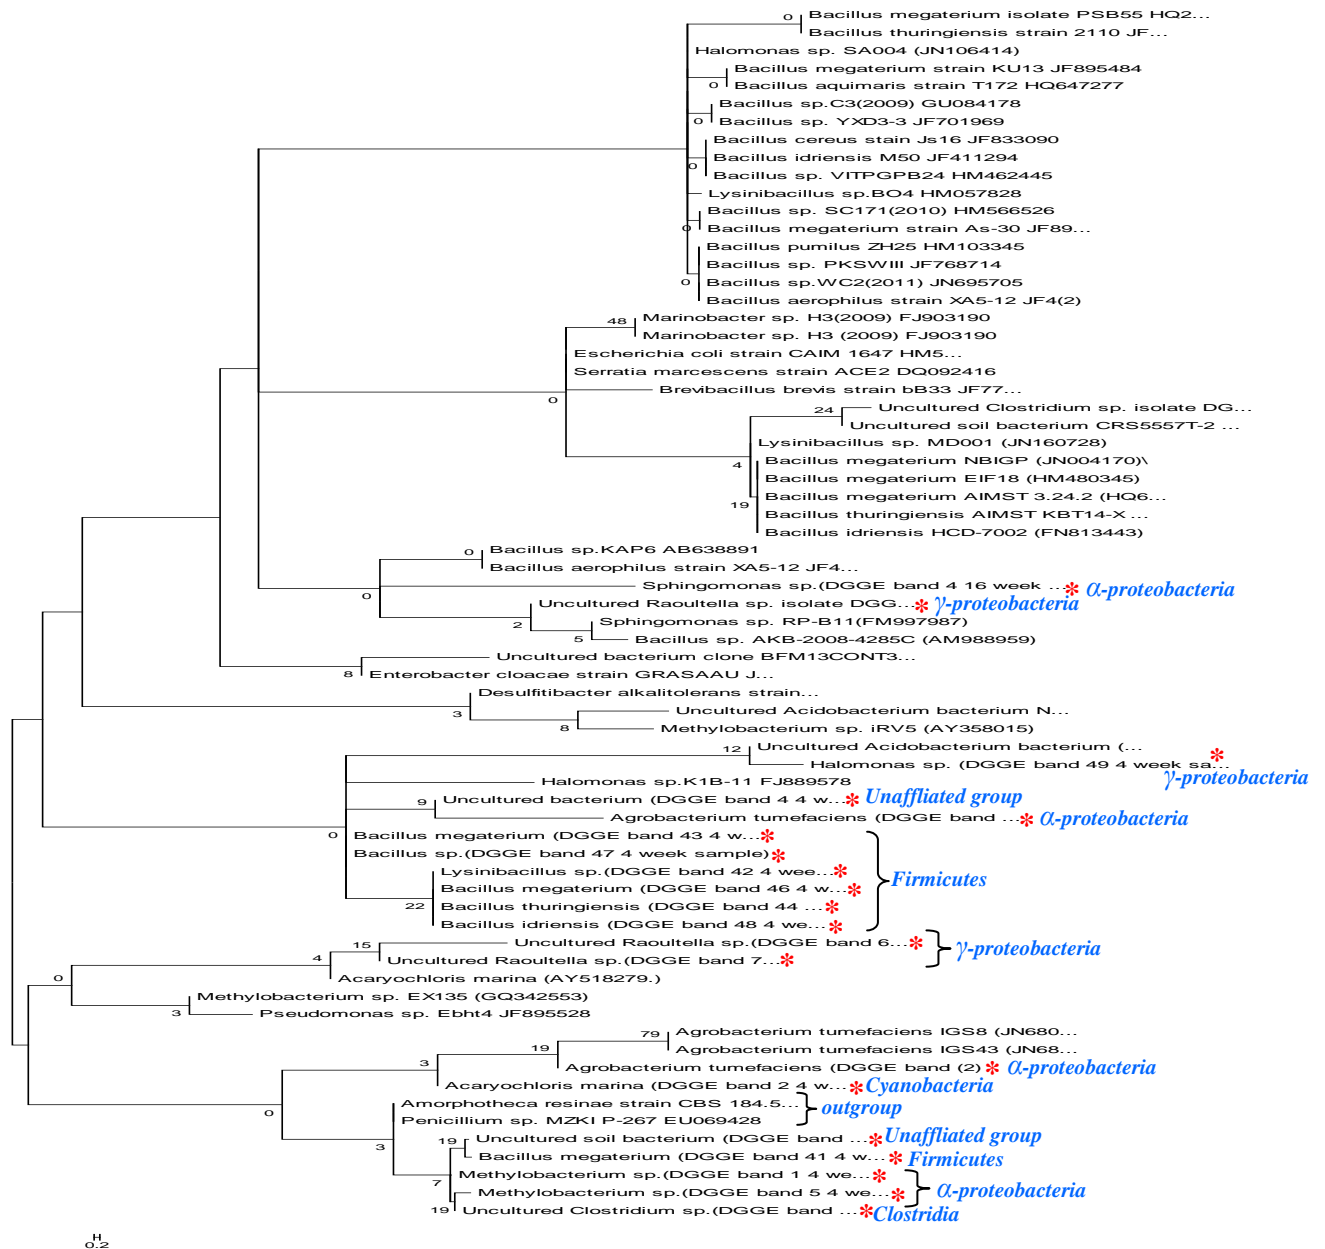 0 Bacillus megaterium isolate PSB55 HQ2...
Bacillus thuringiensis strain 2110 JF...
Halomonas sp. SA004 (JN106414)
Bacillus megaterium strain KU13 JF895484
0 Bacillus aquimaris strain T172 HQ647277
Bacillus sp.C3(2009) GU084178
0 Bacillus sp. YXD3-3 JF701969
Bacillus cereus stain Js16 JF833090
0 Bacillus idriensis M50 JF411294
Bacillus sp. VITPGPB24 HM462445
Lysinibacillus sp.BO4 HM057828
Bacillus sp. SC171(2010) HM566526
0 Bacillus megaterium strain As-30 JF89...
Bacillus pumilus ZH25 HM103345
Bacillus sp. PKSWIII JF768714
0 Bacillus sp.WC2(2011) JN695705
Bacillus aerophilus strain XA5-12 JF4(2)
48 Marinobacter sp. H3(2009) FJ903190
Marinobacter sp. H3 (2009) FJ903190
Escherichia coli strain CAIM 1647 HM5...
Serratia marcescens strain ACE2 DQ092416
0 Brevibacillus brevis strain bB33 JF77...
24 Uncultured Clostridium sp. isolate DG...
Uncultured soil bacterium CRS5557T-2 ...
Lysinibacillus sp. MD001 (JN160728)
4 Bacillus megaterium NBIGP (JN004170)\
Bacillus megaterium EIF18 (HM480345)
19 Bacillus megaterium AIMST 3.24.2 (HQ6...
Bacillus thuringiensis AIMST KBT14-X ...
Bacillus idriensis HCD-7002 (FN813443)
0 Bacillus sp.KAP6 AB638891
Bacillus aerophilus strain XA5-12 JF4...
0 Sphingomonas sp.(DGGE band 4 16 week ...* α-proteobacteria
Uncultured Raoultella sp. isolate DGG...* γ-proteobacteria
2 Sphingomonas sp. RP-B11(FM997987)
5 Bacillus sp. AKB-2008-4285C (AM988959)
Uncultured bacterium clone BFM13CONT3...
8 Enterobacter cloacae strain GRASAAU J...
Desulfitibacter alkalitolerans strain...
3 Uncultured Acidobacterium bacterium N...
8 Methylobacterium sp. iRV5 (AY358015)
12 Uncultured Acidobacterium bacterium (...
Halomonas sp. (DGGE band 49 4 week sa... *
γ-proteobacteria
Halomonas sp.K1B-11 FJ889578
9 Uncultured bacterium (DGGE band 4 4 w...* Unaffliated group
Agrobacterium tumefaciens (DGGE band ...* α-proteobacteria
0 Bacillus megaterium (DGGE band 43 4 w...*
Bacillus sp.(DGGE band 47 4 week sample)*
Lysinibacillus sp.(DGGE band 42 4 wee...*
Firmicutes
Bacillus megaterium (DGGE band 46 4 w...*
22 Bacillus thuringiensis (DGGE band 44 ...*
Bacillus idriensis (DGGE band 48 4 we...*
15 Uncultured Raoultella sp.(DGGE band 6...*
γ-proteobacteria
4 Uncultured Raoultella sp.(DGGE band 7...*
0 Acaryochloris marina (AY518279.)
Methylobacterium sp. EX135 (GQ342553)
3 Pseudomonas sp. Ebht4 JF895528
79 Agrobacterium tumefaciens IGS8 (JN680...
19 Agrobacterium tumefaciens IGS43 (JN68...
3 Agrobacterium tumefaciens (DGGE band (2) * α-proteobacteria
Acaryochloris marina (DGGE band 2 4 w...* Cyanobacteria
0 Amorphotheca resinae strain CBS 184.5...
outgroup
Penicillium sp. MZKI P-267 EU069428
3 19 Uncultured soil bacterium (DGGE band ...* Unaffliated group
Bacillus megaterium (DGGE band 41 4 w...* Firmicutes
7 Methylobacterium sp.(DGGE band 1 4 we...*
α-proteobacteria
Methylobacterium sp.(DGGE band 5 4 we...*
19 Uncultured Clostridium sp.(DGGE band ...* Clostridia
0.2